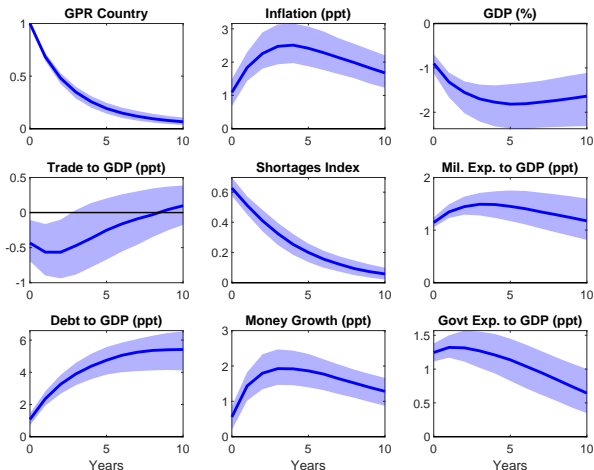 GPR Country
Inflation (ppt)
GDP (%)
1
0.5
0
0 5 10
3
2
1
0
0 5 10
0
-1
-2
0 5 10
Trade to GDP (ppt)
Shortages Index
Mil. Exp. to GDP (ppt)
0.5
0
-0.5
-1
0 5 10
0.6
0.4
0.2
0
0 5 10
2
1
0
0 5 10
Debt to GDP (ppt)
Money Growth (ppt)
Govt Exp. to GDP (ppt)
6
4
2
0
0 5 10
Years
3
2
1
0
0 5 10
Years
1.5
1
0.5
0
0 5 10
Years